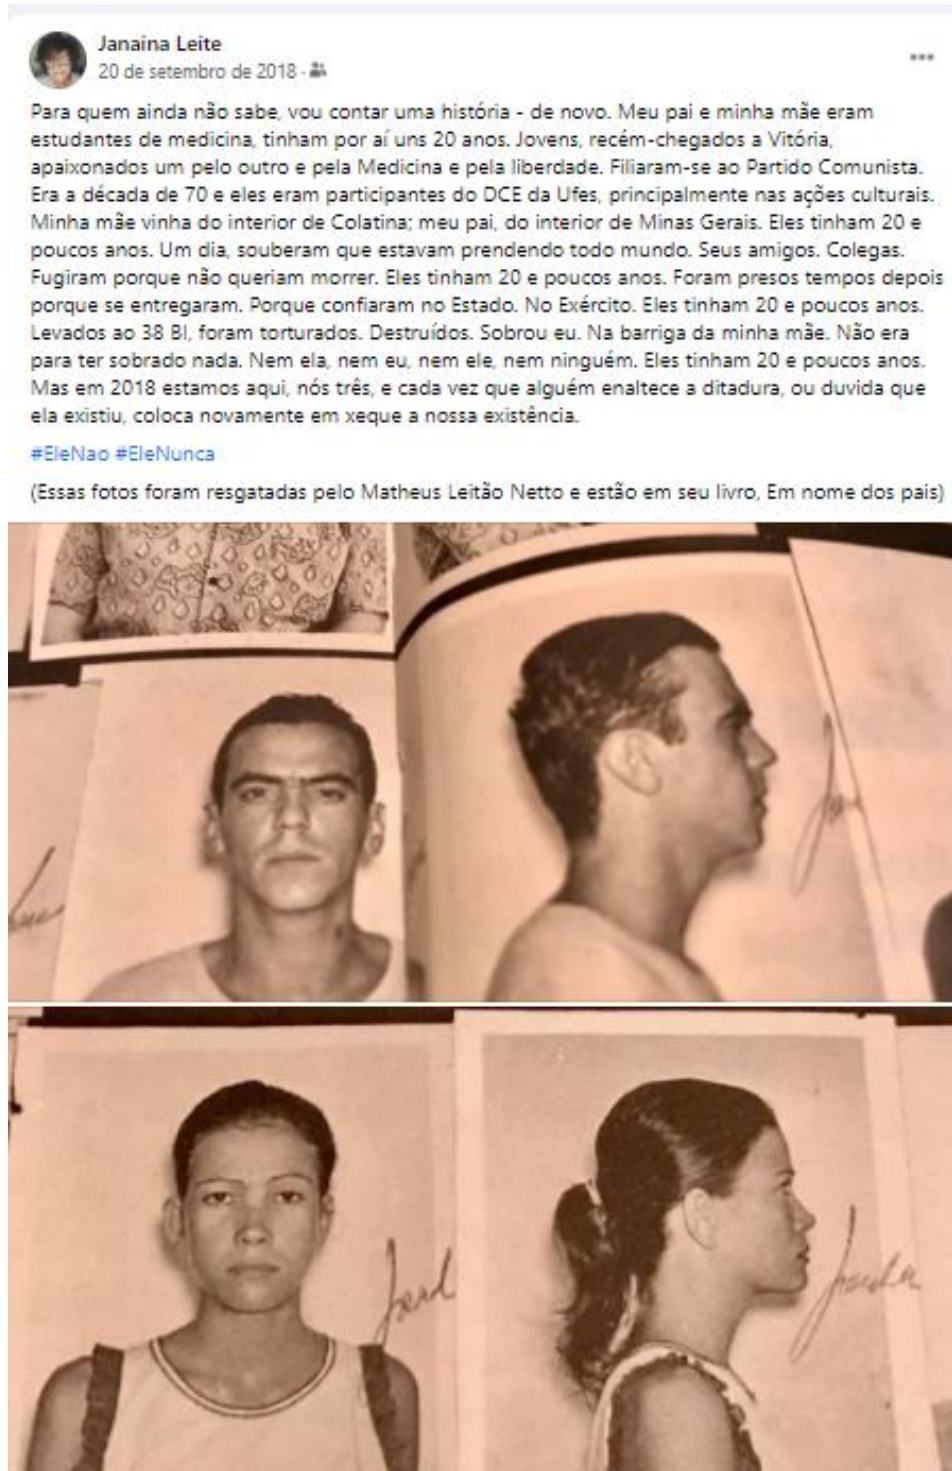 Janaina Leite
20 de setembro de 2018 ·
Para quem ainda não sabe, vou contar uma história - de novo. Meu pai e minha mãe eram
estudantes de medicina, tinham por aí uns 20 anos. Jovens, recém-chegados a Vitória,
apaixonados um pelo outro e pela Medicina e pela liberdade. Filiaram-se ao Partido Comunista.
Era a década de 70 e eles eram participantes do DCE da Ufes, principalmente nas ações culturais.
Minha mãe vinha do interior de Colatina; meu pai, do interior de Minas Gerais. Eles tinham 20 e
poucos anos. Um dia, souberam que estavam prendendo todo mundo. Seus amigos. Colegas.
Fugiram porque não queriam morrer. Eles tinham 20 e poucos anos. Foram presos tempos depois
porque se entregaram. Porque confiaram no Estado. No Exército. Eles tinham 20 e poucos anos.
Levados ao 38 BI, foram torturados. Destruídos. Sobrou eu. Na barriga da minha mãe. Não era
para ter sobrado nada. Nem ela, nem eu, nem ele, nem ninguém. Eles tinham 20 e poucos anos.
Mas em 2018 estamos aqui, nós três, e cada vez que alguém enaltece a ditadura, ou duvida que
ela existiu, coloca novamente em xeque a nossa existência.
#EleNao #EleNunca
(Essas fotos foram resgatadas pelo Matheus Leitão Netto e estão em seu livro, Em nome dos pais)